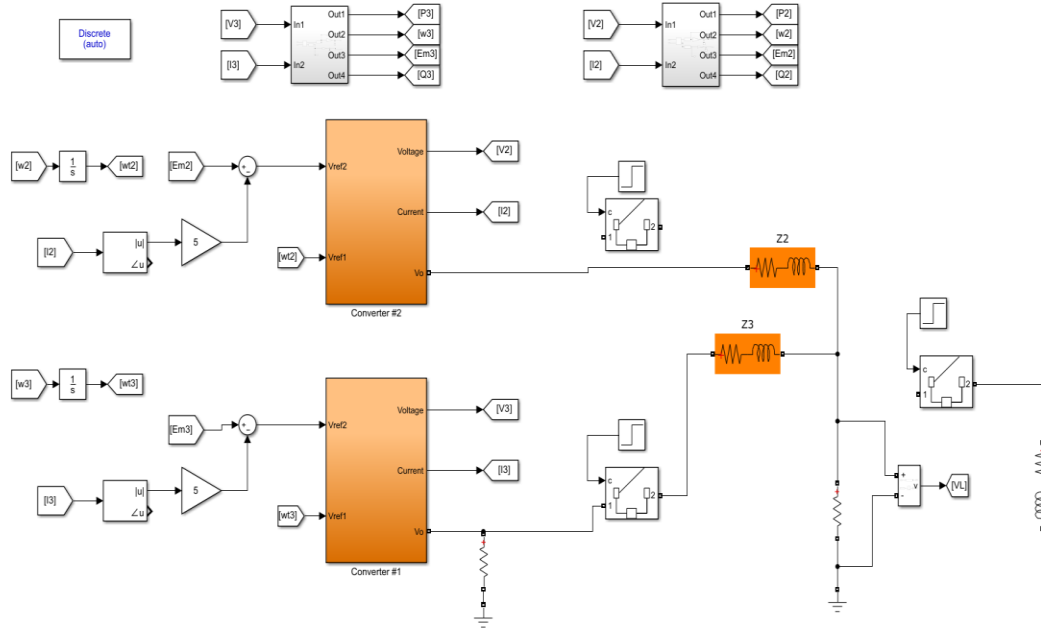 Discrete
(auto)
[V3]
[I3]
In1
In2
Out1
Out2
Out3
Out4
[P3]
[w3]
[Em3]
[Q3]
[V2]
[I2]
In1
In2
Out1
Out2
Out3
Out4
[P2]
[w2]
[Em2]
[Q2]
[w2]
1
s
[wt2]
[Em2]
+
-
[I2]
|u|
∠u
5
[wt2]
Vref2
Vref1
Voltage
Current
Vo
Converter #2
[V2]
[I2]
c
1
2
Z2
Z3
[w3]
1
s
[wt3]
[Em3]
+
-
[I3]
|u|
∠u
5
[wt3]
Vref2
Vref1
Voltage
Current
Vo
Converter #1
[V3]
[I3]
c
1
2
c
1
2
+
-
v
[VL]